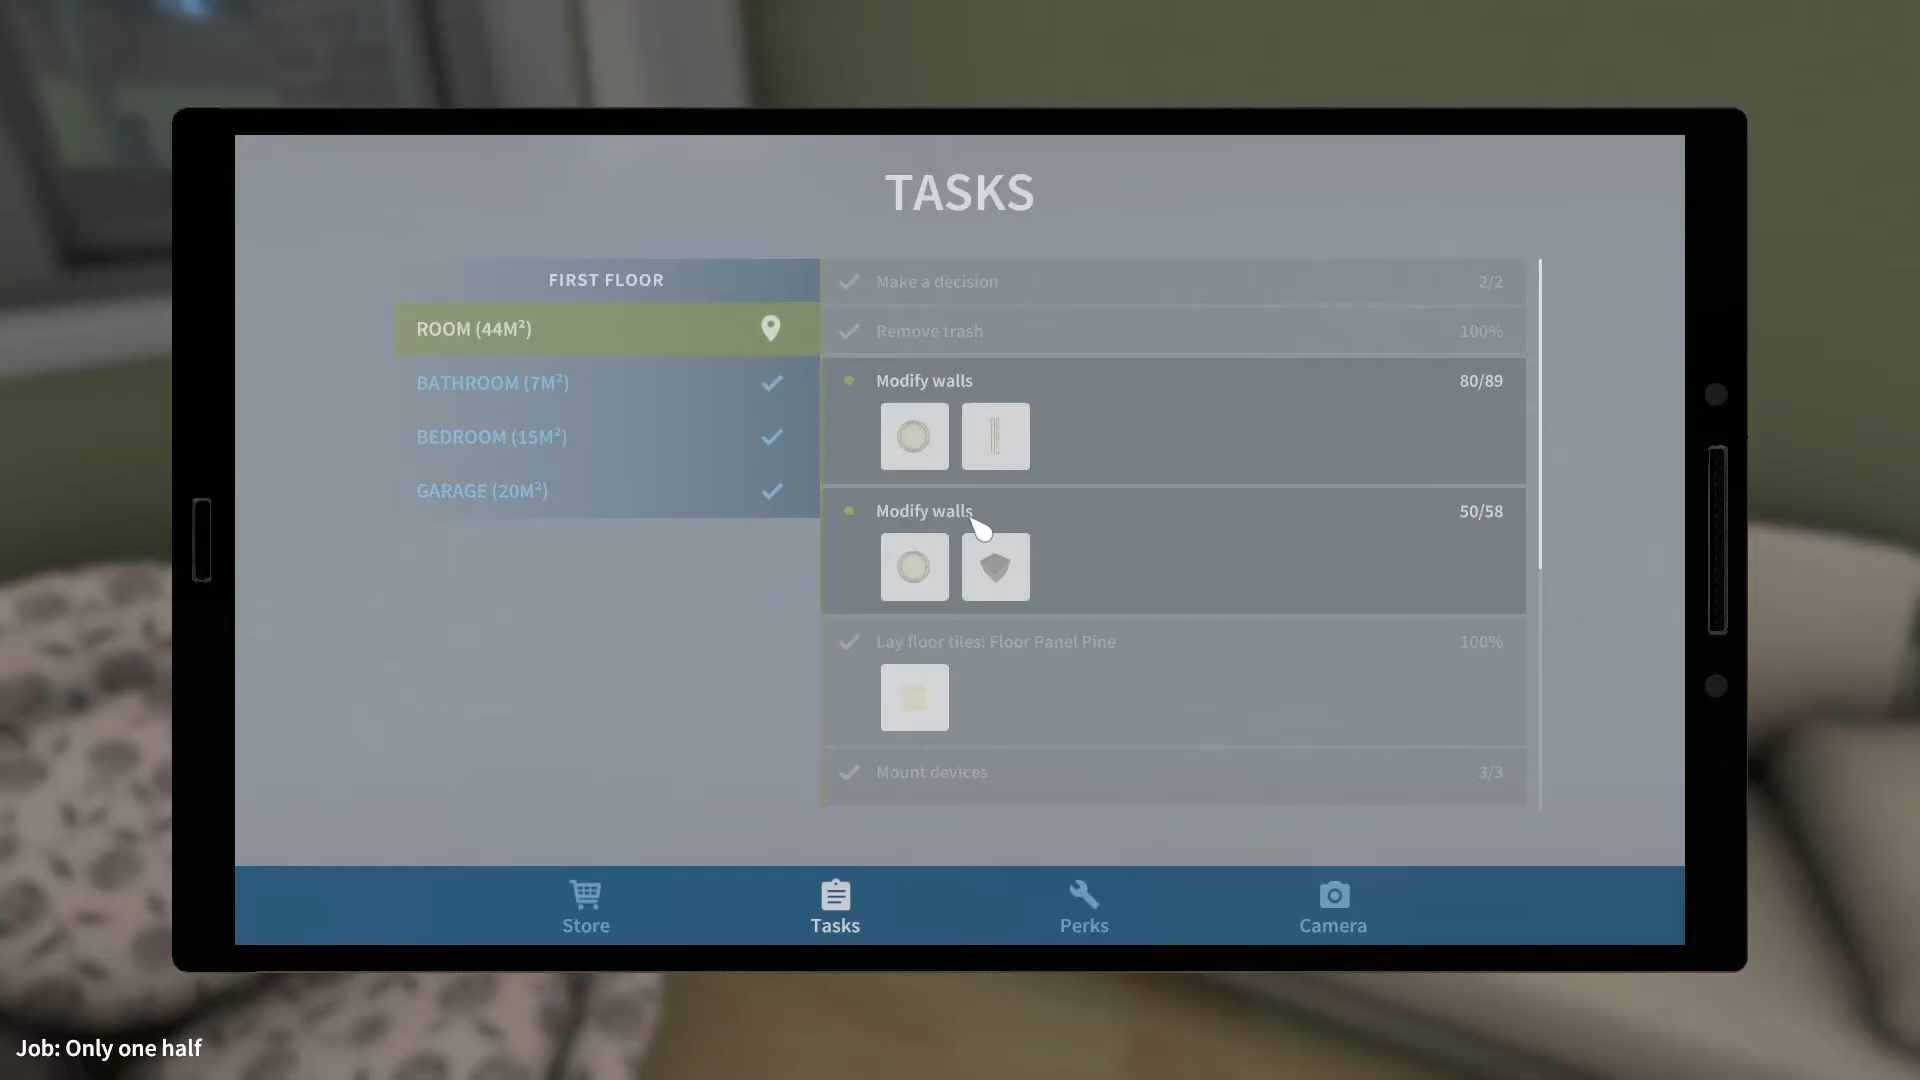 TASKS
FIRST FLOOR
ROOM (44M²)
BATHROOM (7M²)
BEDROOM (15M²)
GARAGE (20M²)
Make a decision 2/2
Remove trash 100%
Modify walls 80/89
Modify walls 50/58
Lay floor tiles: Floor Panel Pine 100%
Mount devices 3/3
Store
Tasks
Perks
Camera
Job: Only one half